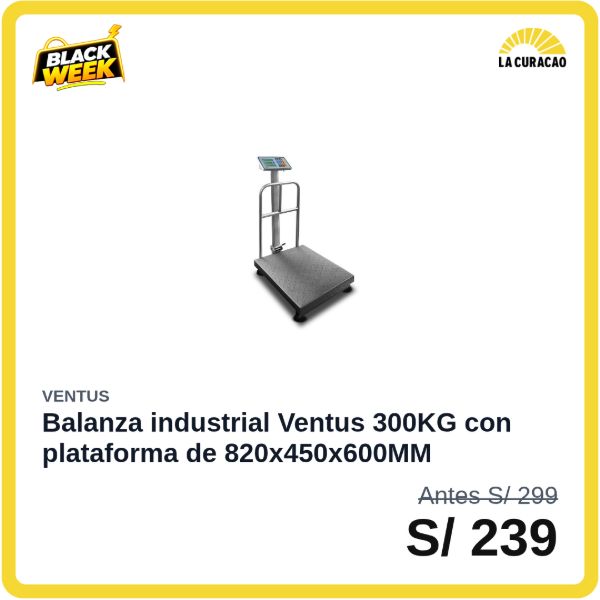 BLACK
WEEK
LA CURACAO
VENTUS
Balanza industrial Ventus 300KG con
plataforma de 820x450x600MM
Antes S/ 299
S/ 239